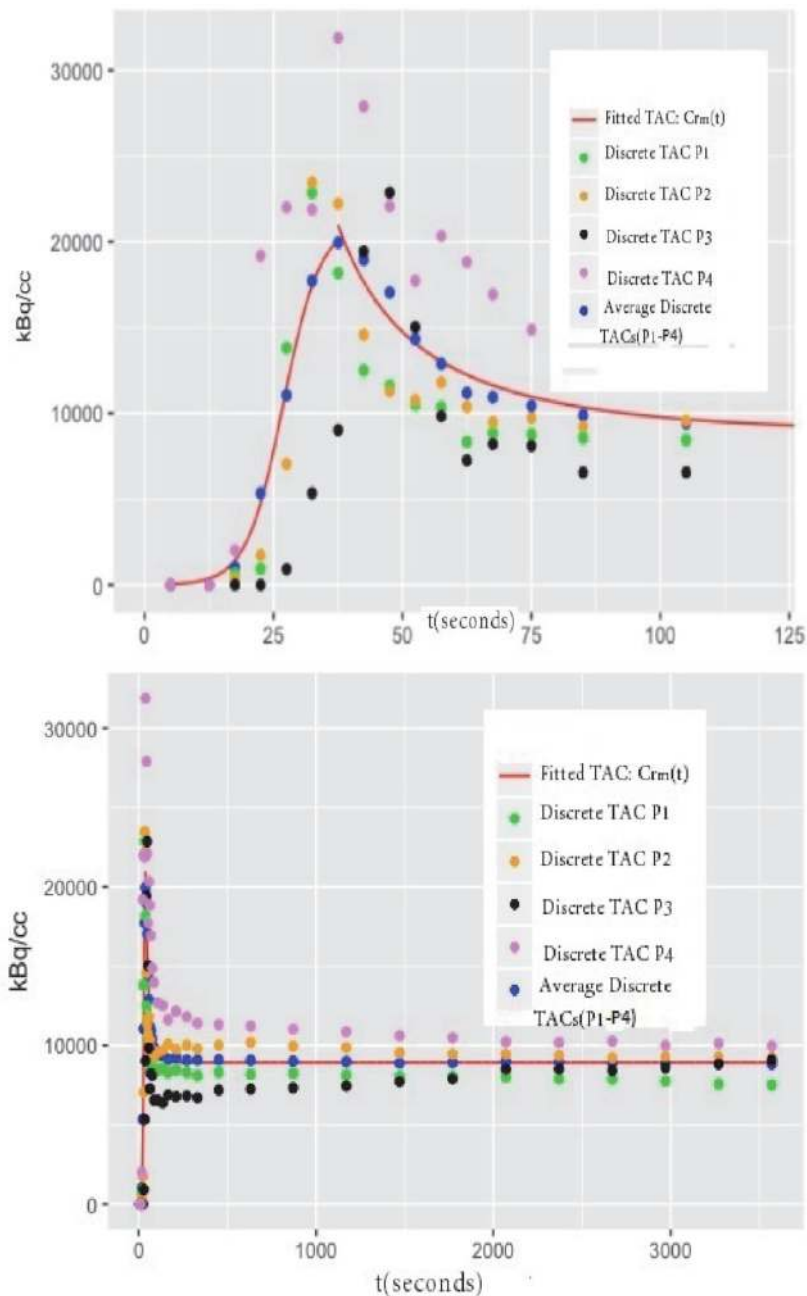 30000
20000
10000
0
kBq/cc
Fitted TAC: Crm(t)
Discrete TAC P1
Discrete TAC P2
Discrete TAC P3
Discrete TAC P4
Average Discrete
TACs(P1-P4)
0
25
50
75
100
125
t(seconds)
30000
20000
10000
0
kBq/cc
Fitted TAC: Crm(t)
Discrete TAC P1
Discrete TAC P2
Discrete TAC P3
Discrete TAC P4
Average Discrete
TACs(P1-P4)
0
1000
2000
3000
t(seconds)